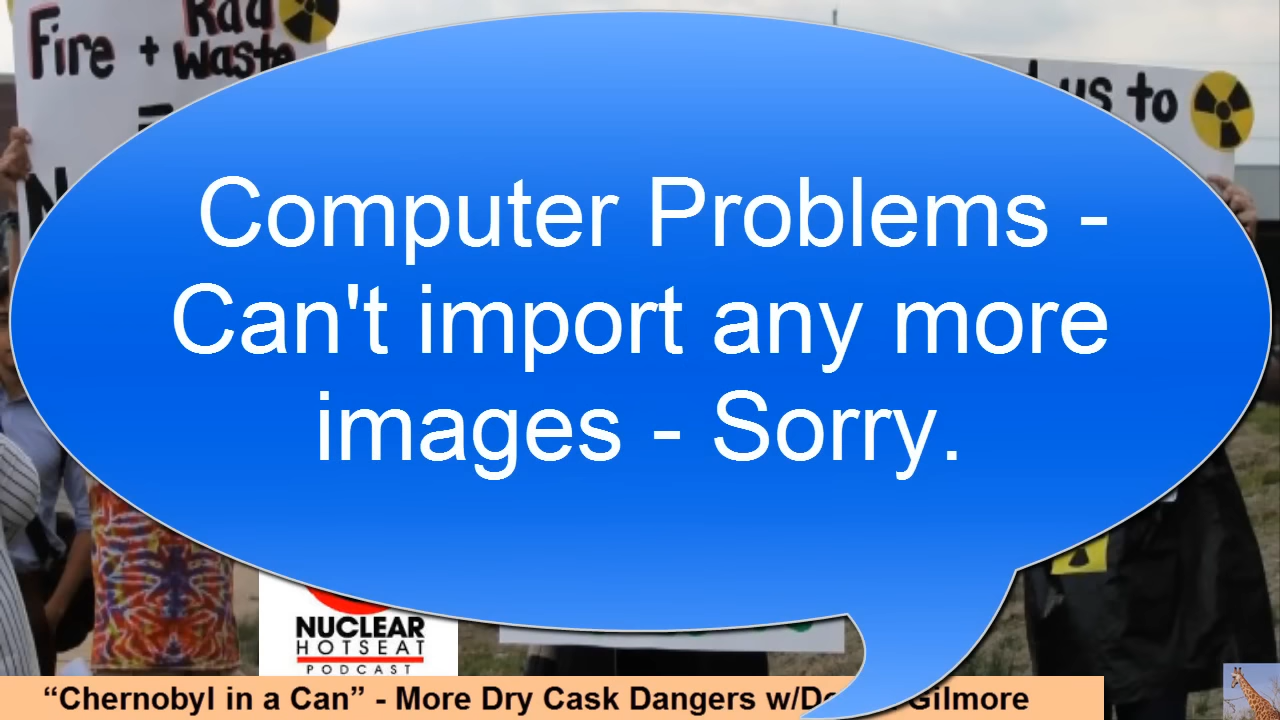 Rad
Fire + Waste
us to
Computer Problems -
Can't import any more
images - Sorry.
NUCLEAR
HOTSEAT
PODCAST
“Chernobyl in a Can” - More Dry Cask Dangers w/ Gilmore